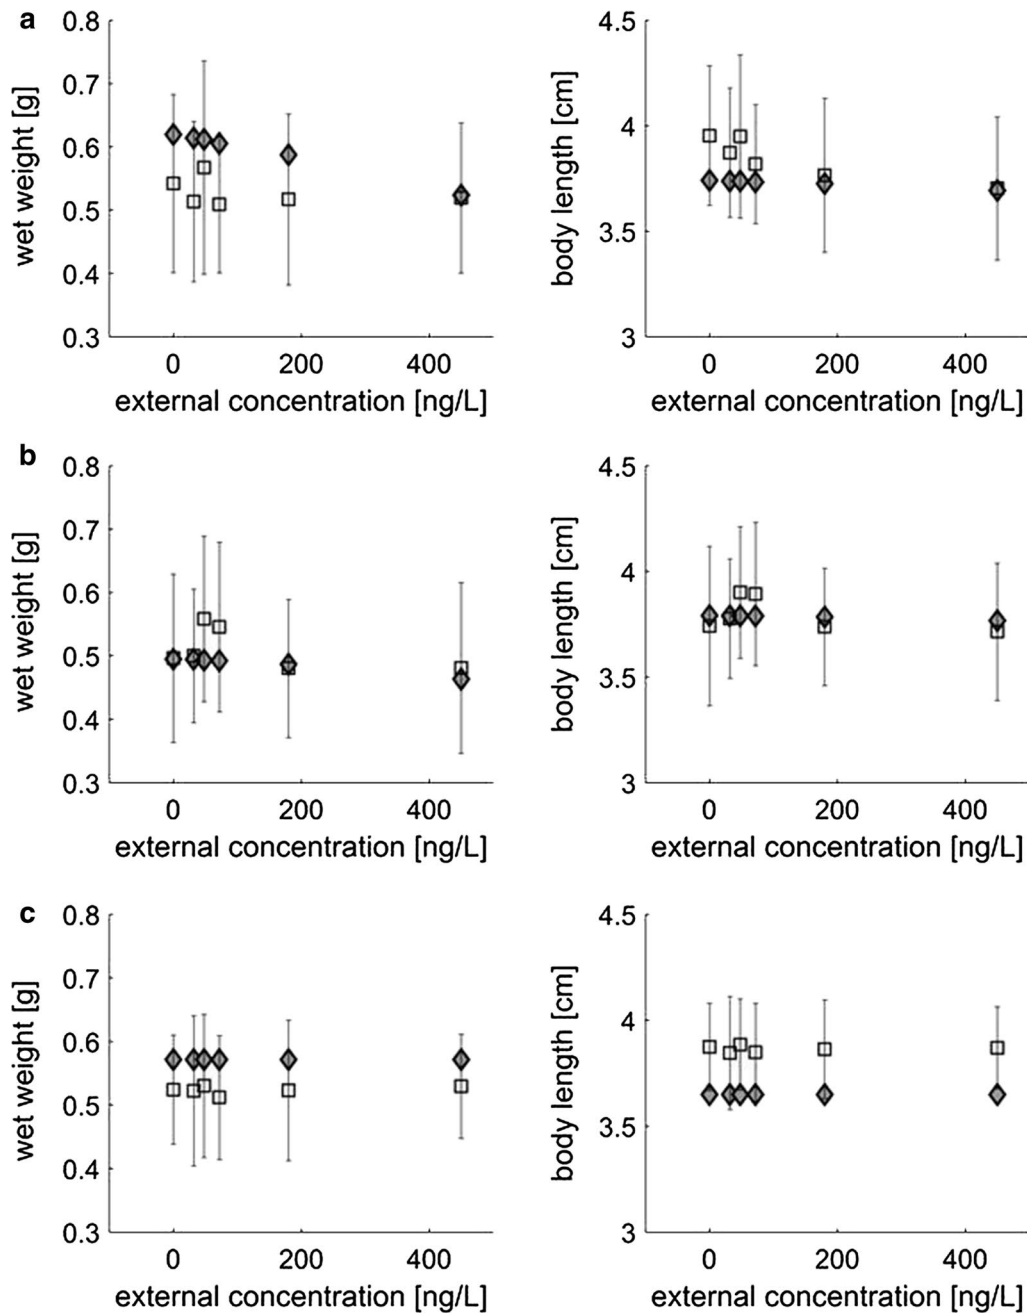 a
wet weight [g]
0.8
0.7
0.6
0.5
0.4
0.3
0 200 400
external concentration [ng/L]
body length [cm]
4.5
4
3.5
3
0 200 400
external concentration [ng/L]
b
wet weight [g]
0.8
0.7
0.6
0.5
0.4
0.3
0 200 400
external concentration [ng/L]
body length [cm]
4.5
4
3.5
3
0 200 400
external concentration [ng/L]
c
wet weight [g]
0.8
0.7
0.6
0.5
0.4
0.3
0 200 400
external concentration [ng/L]
body length [cm]
4.5
4
3.5
3
0 200 400
external concentration [ng/L]